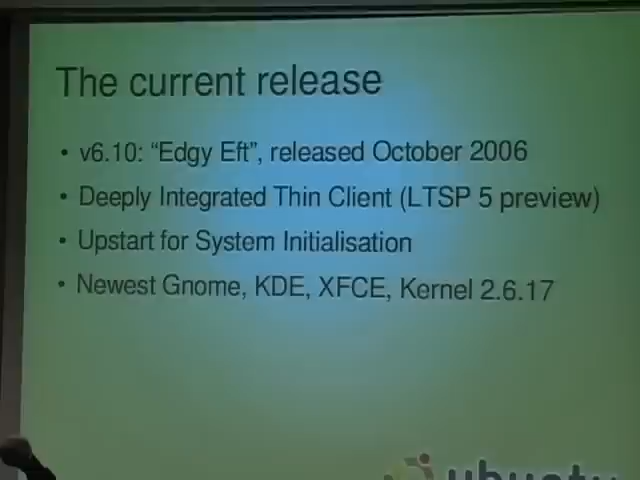 The current release
• v6.10: “Edgy Eft”, released October 2006
• Deeply Integrated Thin Client (LTSP 5 preview)
• Upstart for System Initialisation
• Newest Gnome, KDE, XFCE, Kernel 2.6.17
ubuntu